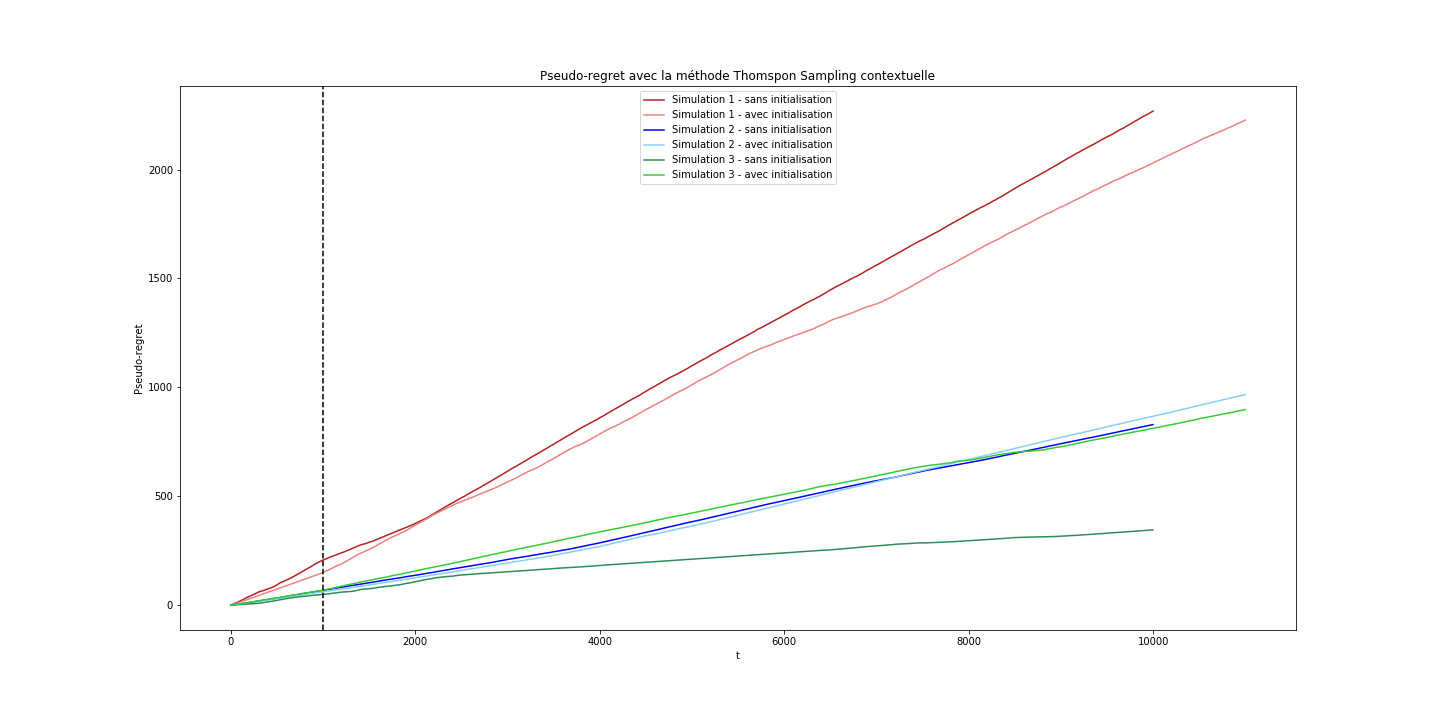 Pseudo-regret avec la méthode Thomspon Sampling contextuelle
Simulation 1 - sans initialisation
Simulation 1 - avec initialisation
Simulation 2 - sans initialisation
Simulation 2 - avec initialisation
Simulation 3 - sans initialisation
Simulation 3 - avec initialisation
Pseudo-regret
2000
1500
1000
500
0
0 2000 4000 6000 8000 10000
t